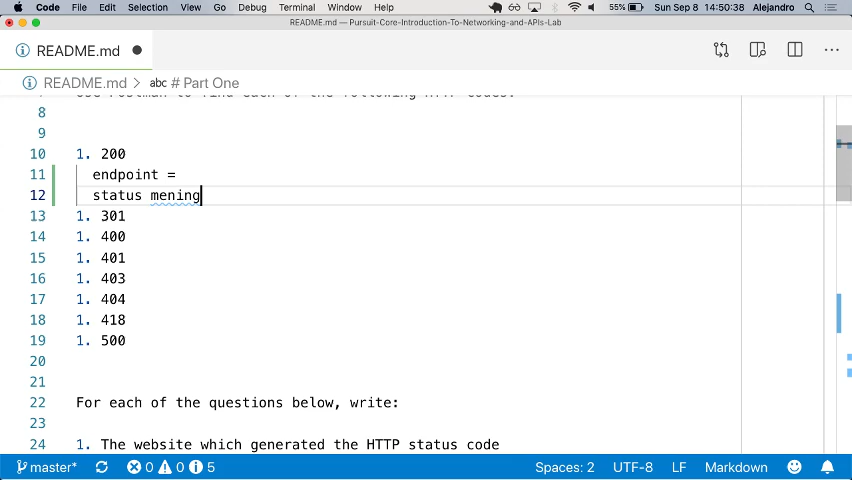 Code File Edit Selection View Go Debug Terminal Window Help 55% Sun Sep 8 14:50:38 Alejandro
README.md — Pursuit-Core-Introduction-To-Networking-and-APIs-Lab
README.md
README.md > abc # Part One
8
9
10 1. 200
11 endpoint =
12 status mening
13 1. 301
14 1. 400
15 1. 401
16 1. 403
17 1. 404
18 1. 418
19 1. 500
20
21
22 For each of the questions below, write:
23
24 1. The website which generated the HTTP status code
master* 0 0 5 Spaces: 2 UTF-8 LF Markdown